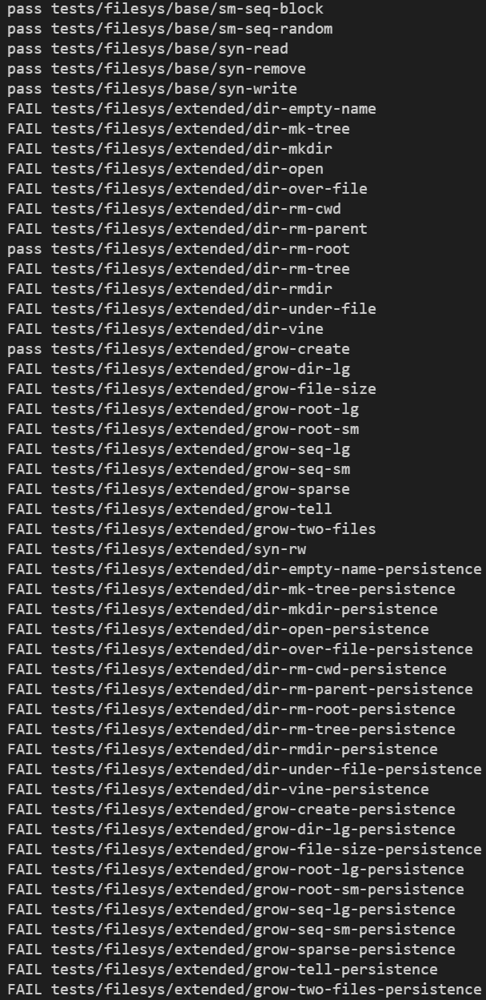 pass tests/filesys/base/sm-seq-block
pass tests/filesys/base/sm-seq-random
pass tests/filesys/base/syn-read
pass tests/filesys/base/syn-remove
pass tests/filesys/base/syn-write
FAIL tests/filesys/extended/dir-empty-name
FAIL tests/filesys/extended/dir-mk-tree
FAIL tests/filesys/extended/dir-mkdir
FAIL tests/filesys/extended/dir-open
FAIL tests/filesys/extended/dir-over-file
FAIL tests/filesys/extended/dir-rm-cwd
FAIL tests/filesys/extended/dir-rm-parent
pass tests/filesys/extended/dir-rm-root
FAIL tests/filesys/extended/dir-rm-tree
FAIL tests/filesys/extended/dir-rmdir
FAIL tests/filesys/extended/dir-under-file
FAIL tests/filesys/extended/dir-vine
pass tests/filesys/extended/grow-create
FAIL tests/filesys/extended/grow-dir-lg
FAIL tests/filesys/extended/grow-file-size
FAIL tests/filesys/extended/grow-root-lg
FAIL tests/filesys/extended/grow-root-sm
FAIL tests/filesys/extended/grow-seq-lg
FAIL tests/filesys/extended/grow-seq-sm
FAIL tests/filesys/extended/grow-sparse
FAIL tests/filesys/extended/grow-tell
FAIL tests/filesys/extended/grow-two-files
FAIL tests/filesys/extended/syn-rw
FAIL tests/filesys/extended/dir-empty-name-persistence
FAIL tests/filesys/extended/dir-mk-tree-persistence
FAIL tests/filesys/extended/dir-mkdir-persistence
FAIL tests/filesys/extended/dir-open-persistence
FAIL tests/filesys/extended/dir-over-file-persistence
FAIL tests/filesys/extended/dir-rm-cwd-persistence
FAIL tests/filesys/extended/dir-rm-parent-persistence
FAIL tests/filesys/extended/dir-rm-root-persistence
FAIL tests/filesys/extended/dir-rm-tree-persistence
FAIL tests/filesys/extended/dir-rmdir-persistence
FAIL tests/filesys/extended/dir-under-file-persistence
FAIL tests/filesys/extended/dir-vine-persistence
FAIL tests/filesys/extended/grow-create-persistence
FAIL tests/filesys/extended/grow-dir-lg-persistence
FAIL tests/filesys/extended/grow-file-size-persistence
FAIL tests/filesys/extended/grow-root-lg-persistence
FAIL tests/filesys/extended/grow-root-sm-persistence
FAIL tests/filesys/extended/grow-seq-lg-persistence
FAIL tests/filesys/extended/grow-seq-sm-persistence
FAIL tests/filesys/extended/grow-sparse-persistence
FAIL tests/filesys/extended/grow-tell-persistence
FAIL tests/filesys/extended/grow-two-files-persistence